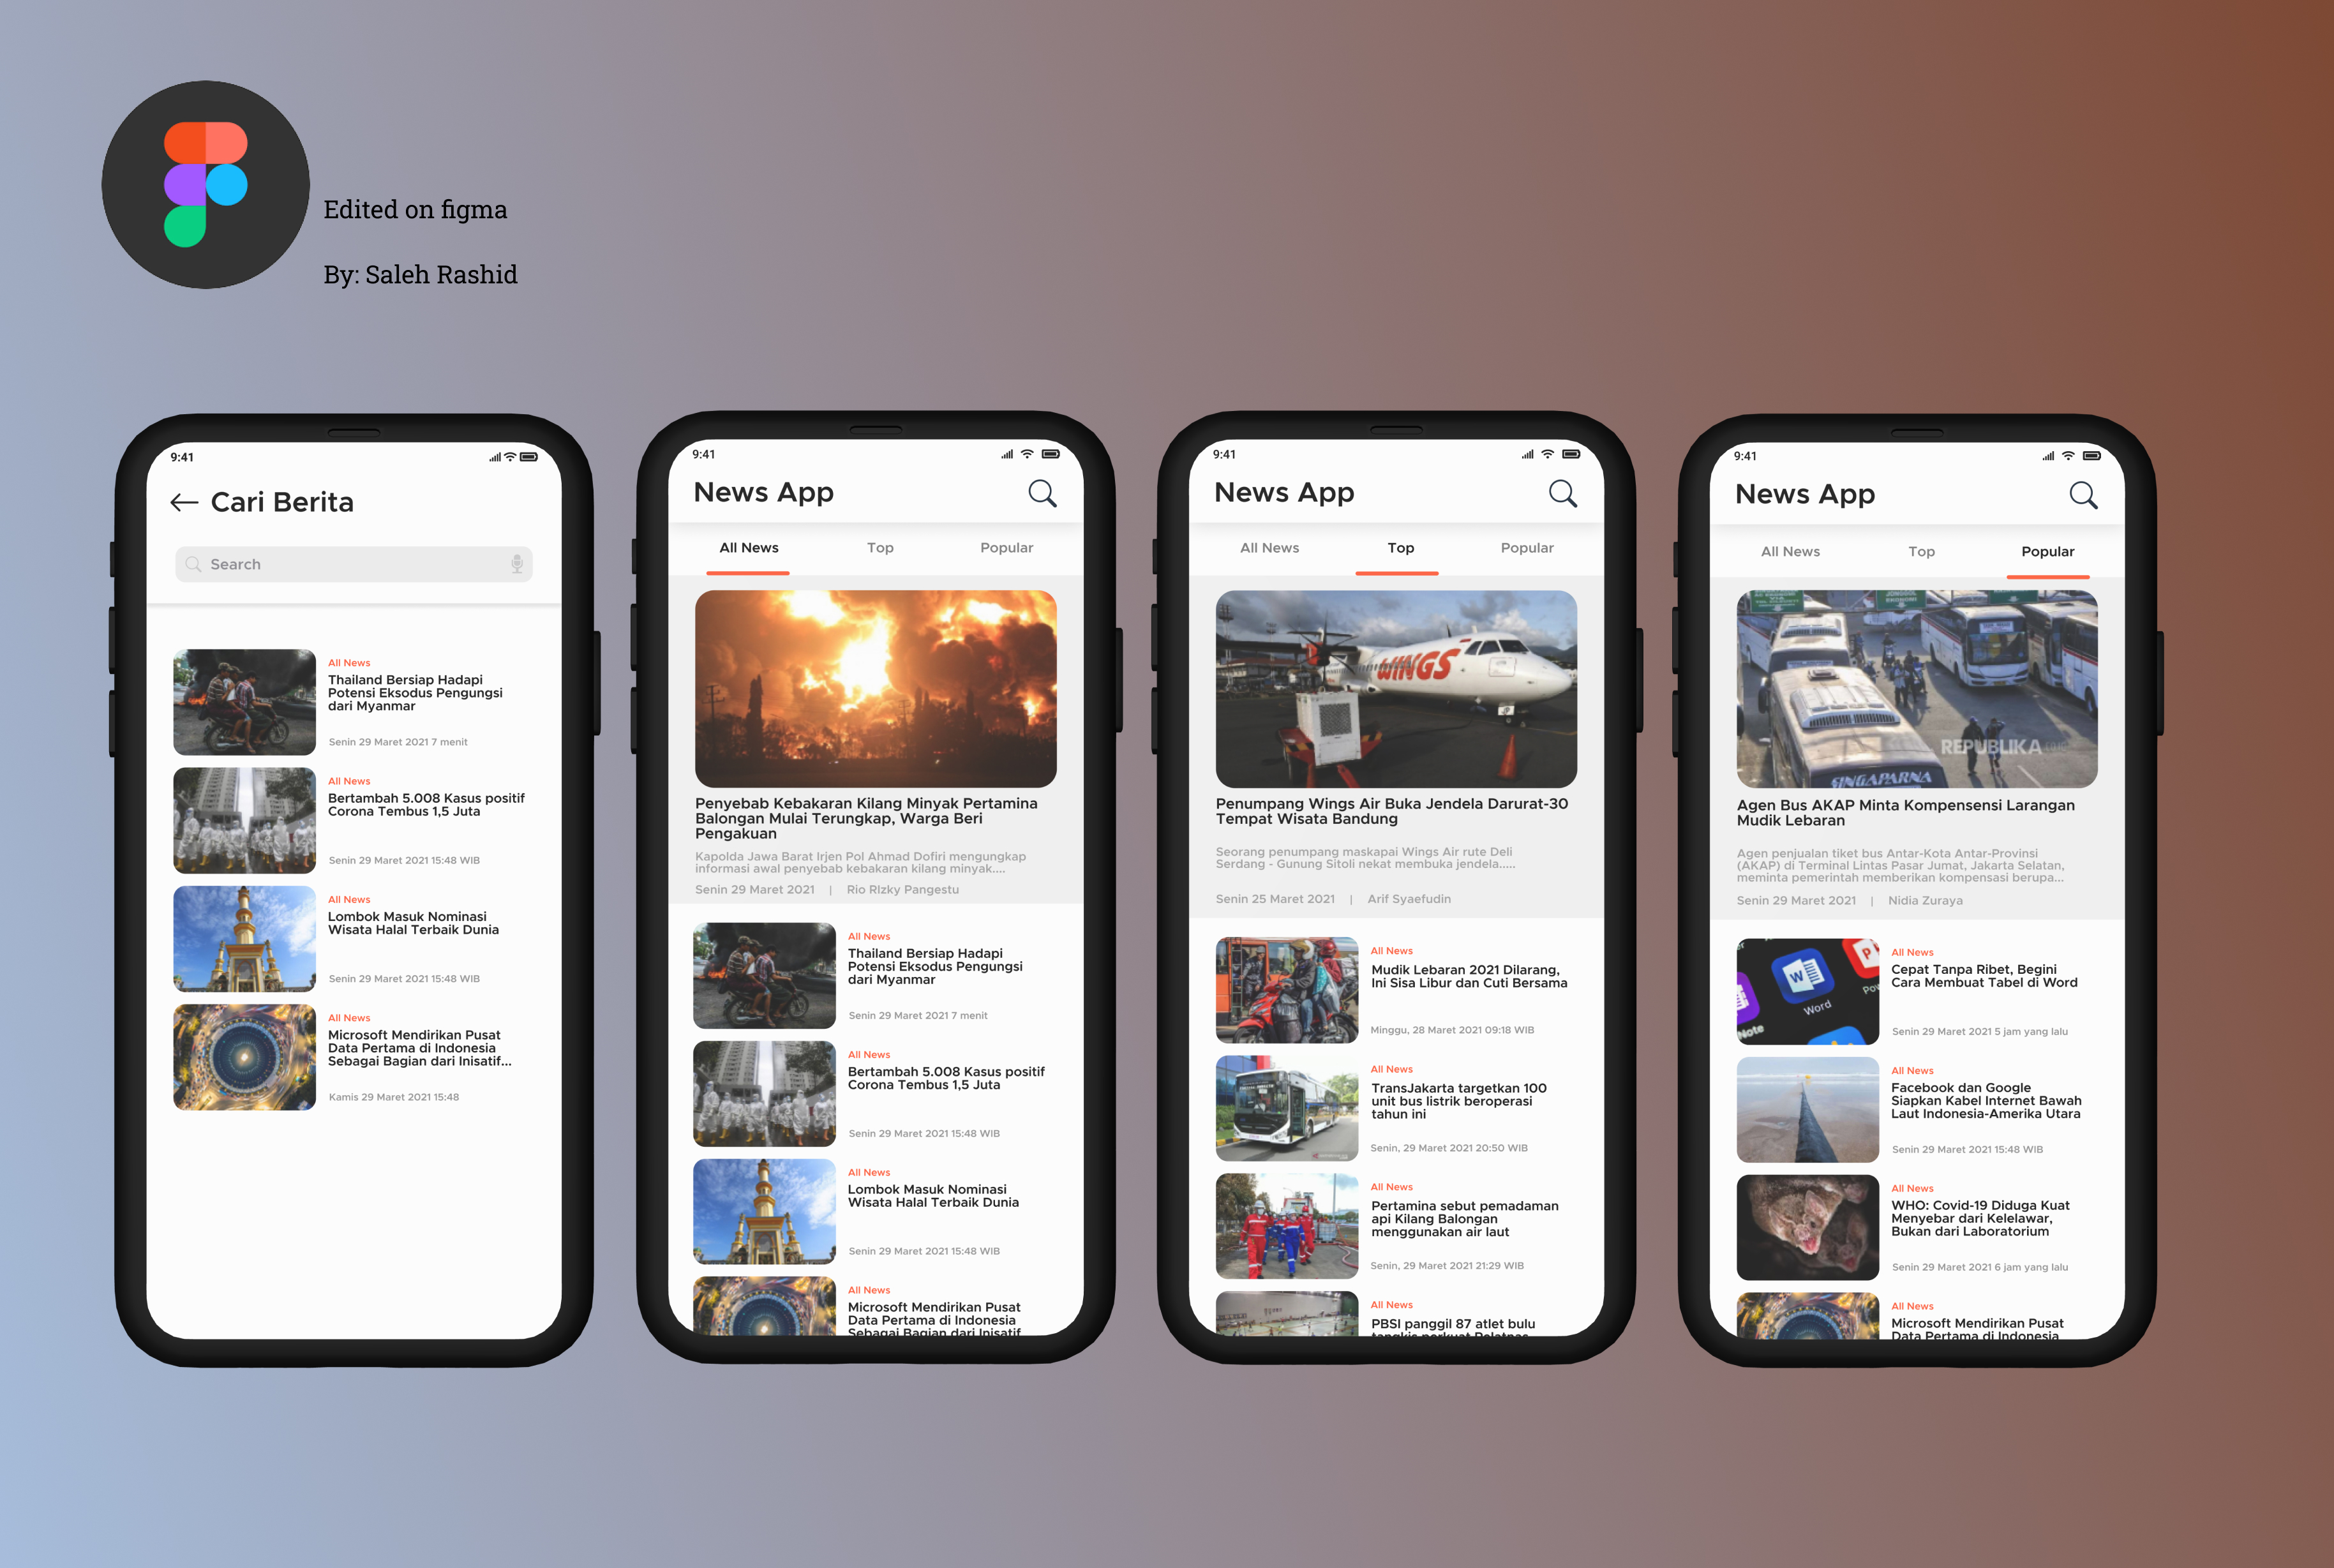 Edited on figma
By: Saleh Rashid
9:41
Cari Berita
Search
All News
Thailand Bersiap Hadapi
Potensi Eksodus Pengungsi
dari Myanmar
Senin 29 Maret 2021 7 menit
All News
Bertambah 5.008 Kasus positif
Corona Tembus 1,5 Juta
Senin 29 Maret 2021 15:48 WIB
All News
Lombok Masuk Nominasi
Wisata Halal Terbaik Dunia
Senin 29 Maret 2021 15:48 WIB
All News
Microsoft Mendirikan Pusat
Data Pertama di Indonesia
Sebagai Bagian dari Inisatif...
Kamis 29 Maret 2021 15:48
9:41
News App
All News Top Popular
Penyebab Kebakaran Kilang Minyak Pertamina
Balongan Mulai Terungkap, Warga Beri
Pengakuan
Kapolda Jawa Barat Irjen Pol Ahmad Dofiri mengungkap
informasi awal penyebab kebakaran kilang minyak....
Senin 29 Maret 2021 | Rio RIzky Pangestu
All News
Thailand Bersiap Hadapi
Potensi Eksodus Pengungsi
dari Myanmar
Senin 29 Maret 2021 7 menit
All News
Bertambah 5.008 Kasus positif
Corona Tembus 1,5 Juta
Senin 29 Maret 2021 15:48 WIB
All News
Lombok Masuk Nominasi
Wisata Halal Terbaik Dunia
Senin 29 Maret 2021 15:48 WIB
All News
Microsoft Mendirikan Pusat
Data Pertama di Indonesia
Sebagai Bagian dari Inisatif
9:41
News App
All News Top Popular
WINGS
Penumpang Wings Air Buka Jendela Darurat-30
Tempat Wisata Bandung
Seorang penumpang maskapai Wings Air rute Deli
Serdang - Gunung Sitoli nekat membuka jendela.....
Senin 25 Maret 2021 | Arif Syaefudin
All News
Mudik Lebaran 2021 Dilarang,
Ini Sisa Libur dan Cuti Bersama
Minggu, 28 Maret 2021 09:18 WIB
All News
TransJakarta targetkan 100
unit bus listrik beroperasi
tahun ini
Senin, 29 Maret 2021 20:50 WIB
All News
Pertamina sebut pemadaman
api Kilang Balongan
menggunakan air laut
Senin, 29 Maret 2021 21:29 WIB
All News
PBSI panggil 87 atlet bulu
tangkis perkuat Pelatnas
9:41
News App
All News Top Popular
JONGGOL
REPUBLIKA
SINGAPARNA
Agen Bus AKAP Minta Kompensensi Larangan
Mudik Lebaran
Agen penjualan tiket bus Antar-Kota Antar-Provinsi
(AKAP) di Terminal Lintas Pasar Jumat, Jakarta Selatan,
meminta pemerintah memberikan kompensasi berupa...
Senin 29 Maret 2021 | Nidia Zuraya
Word
Note
All News
Cepat Tanpa Ribet, Begini
Cara Membuat Tabel di Word
Senin 29 Maret 2021 5 jam yang lalu
All News
Facebook dan Google
Siapkan Kabel Internet Bawah
Laut Indonesia-Amerika Utara
Senin 29 Maret 2021 15:48 WIB
All News
WHO: Covid-19 Diduga Kuat
Menyebar dari Kelelawar,
Bukan dari Laboratorium
Senin 29 Maret 2021 6 jam yang lalu
All News
Microsoft Mendirikan Pusat
Data Pertama di Indonesia